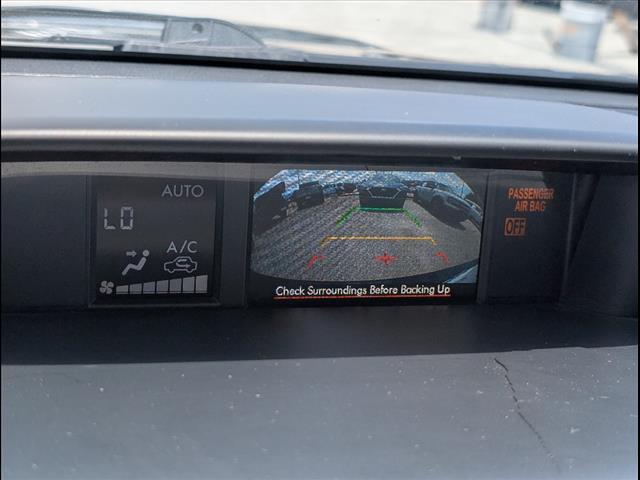 AUTO
LO
A/C
Check Surroundings Before Backing Up
PASSENGER
AIR BAG
OFF